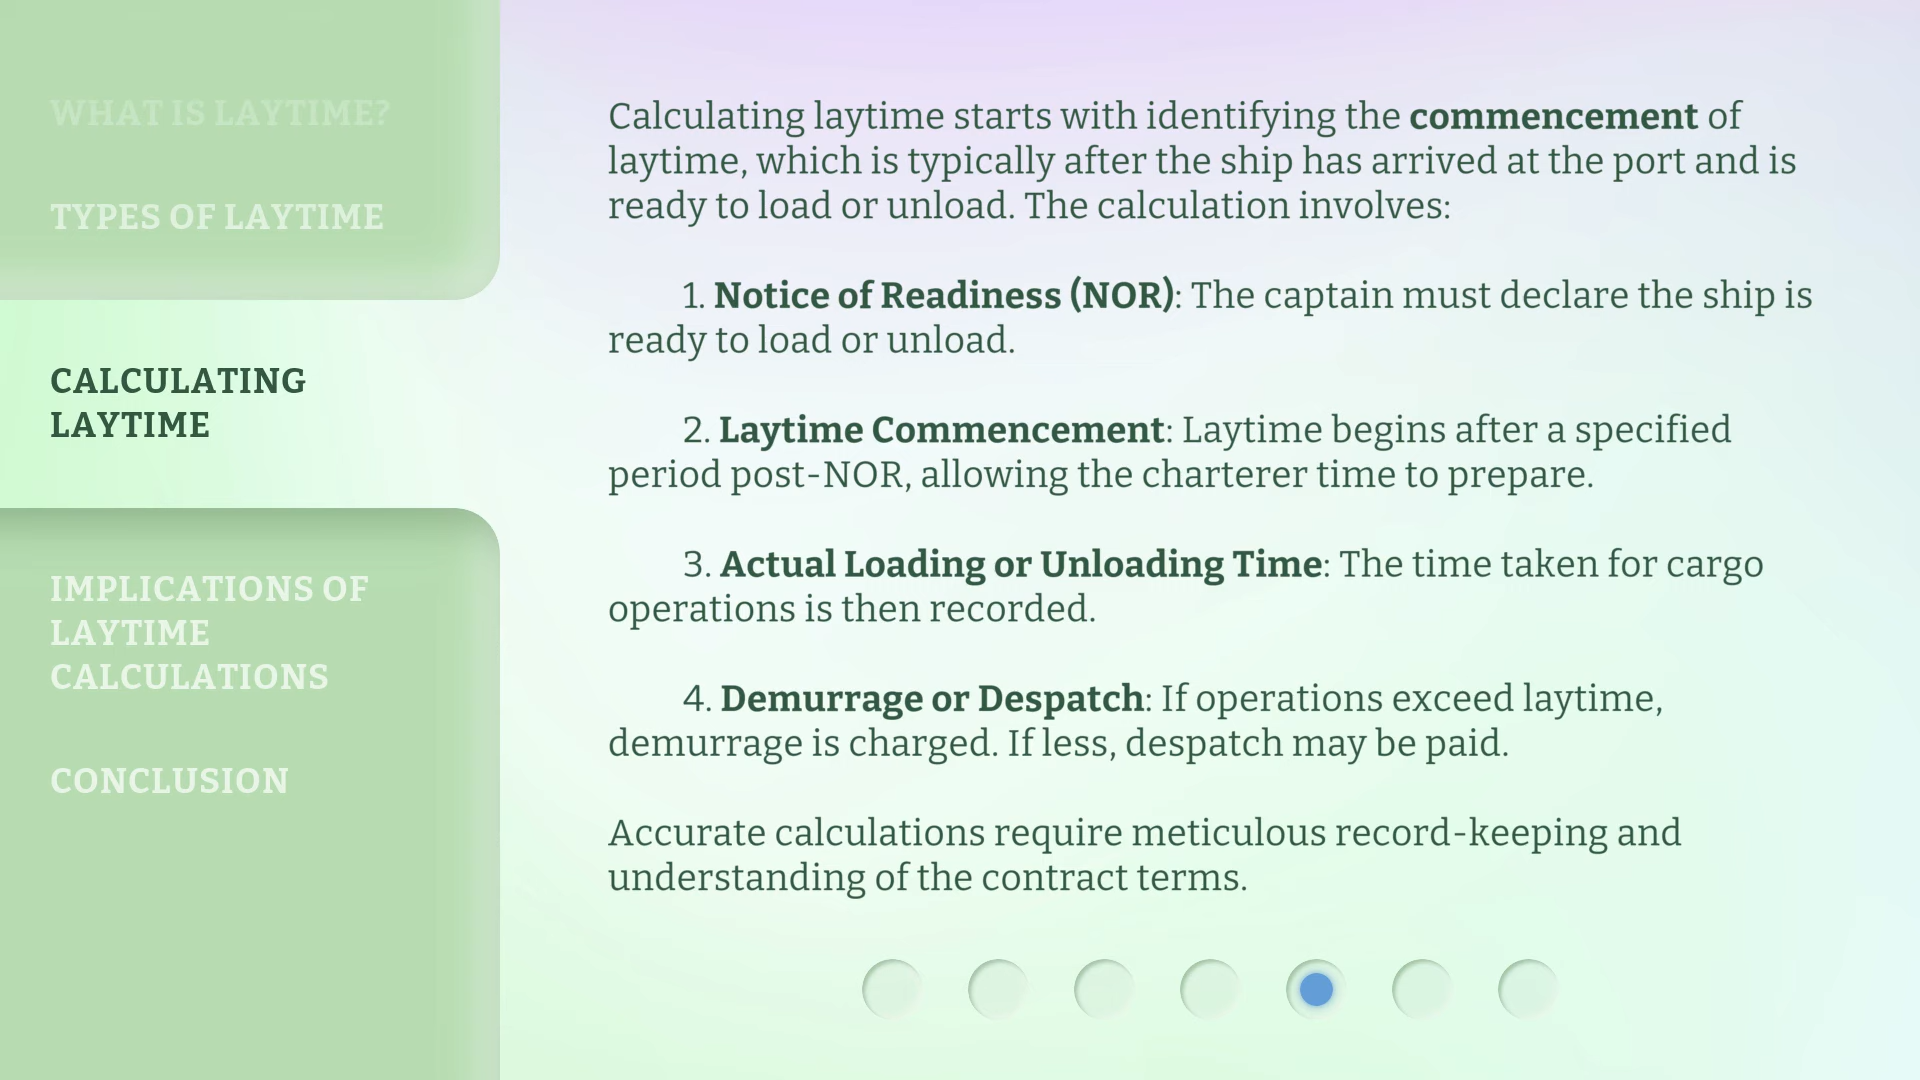 WHAT IS LAYTIME?
TYPES OF LAYTIME
CALCULATING
LAYTIME
IMPLICATIONS OF
LAYTIME
CALCULATIONS
CONCLUSION
Calculating laytime starts with identifying the commencement of
laytime, which is typically after the ship has arrived at the port and is
ready to load or unload. The calculation involves:
1. Notice of Readiness (NOR): The captain must declare the ship is
ready to load or unload.
2. Laytime Commencement: Laytime begins after a specified
period post-NOR, allowing the charterer time to prepare.
3. Actual Loading or Unloading Time: The time taken for cargo
operations is then recorded.
4. Demurrage or Despatch: If operations exceed laytime,
demurrage is charged. If less, despatch may be paid.
Accurate calculations require meticulous record-keeping and
understanding of the contract terms.